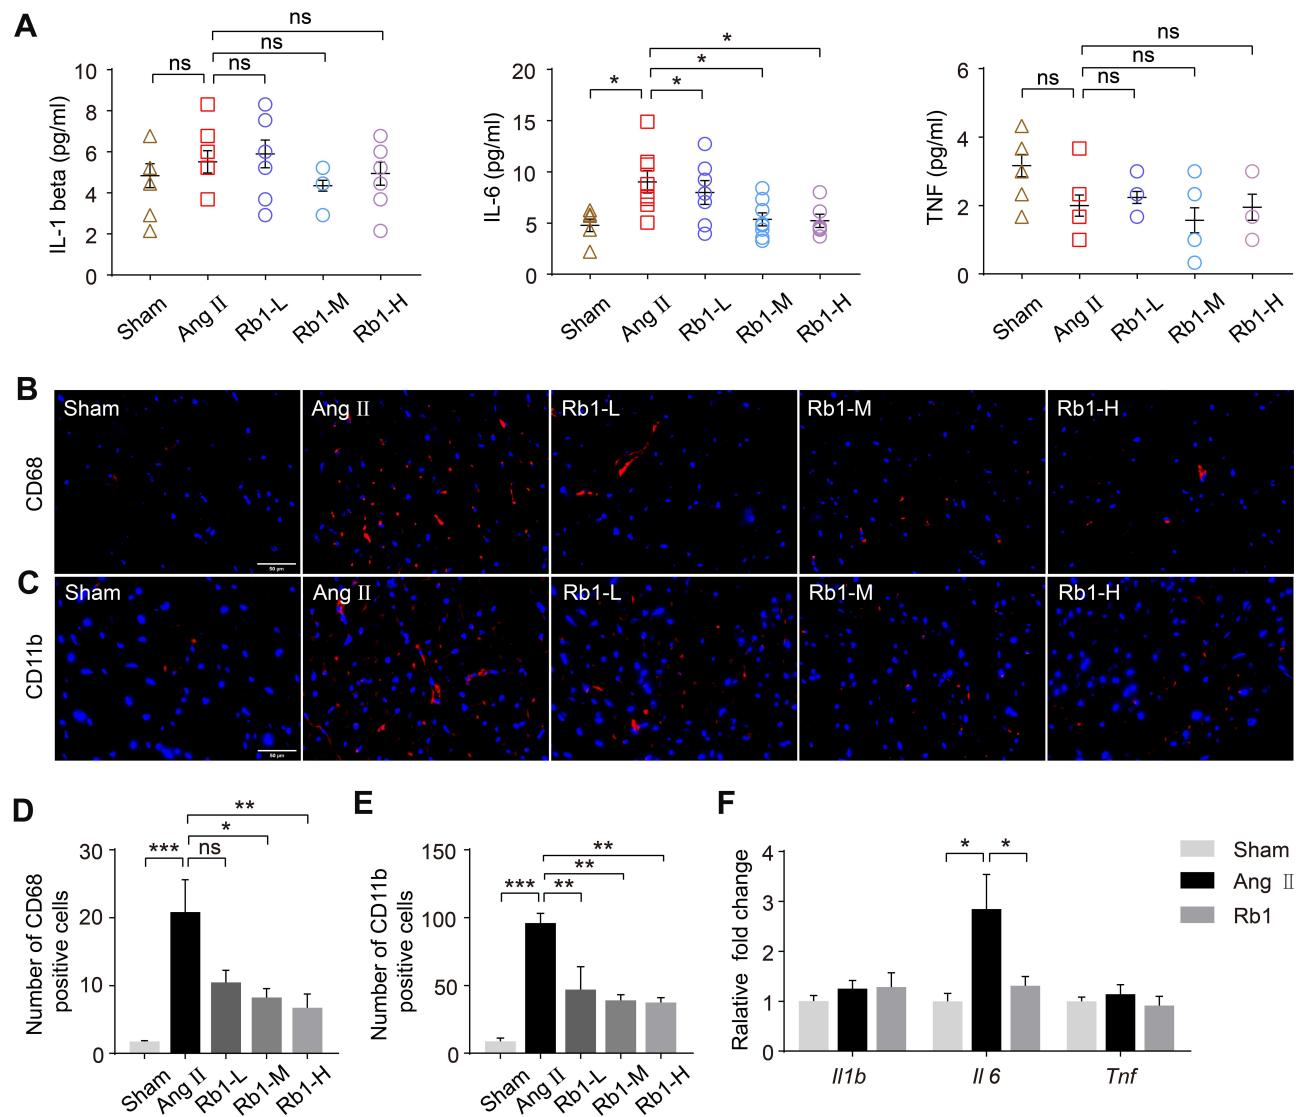 A
ns
ns
ns
ns
10
8
6
4
2
0
IL-1 beta (pg/ml)
Sham
Ang II
Rb1-L
Rb1-M
Rb1-H
*
*
*
*
20
15
10
5
0
IL-6 (pg/ml)
Sham
Ang II
Rb1-L
Rb1-M
Rb1-H
ns
ns
ns
ns
6
4
2
0
TNF (pg/ml)
Sham
Ang II
Rb1-L
Rb1-M
Rb1-H
B
CD68
Sham
Ang II
Rb1-L
Rb1-M
Rb1-H
50 μm
C
CD11b
Sham
Ang II
Rb1-L
Rb1-M
Rb1-H
50 μm
D
**
*
*** ns
30
20
10
0
Number of CD68
positive cells
Sham
Ang II
Rb1-L
Rb1-M
Rb1-H
E
**
**
*** **
150
100
50
0
Number of CD11b
positive cells
Sham
Ang II
Rb1-L
Rb1-M
Rb1-H
F
* *
4
3
2
1
0
Ralative fold change
Il1b
Il 6
Tnf
Sham
Ang II
Rb1